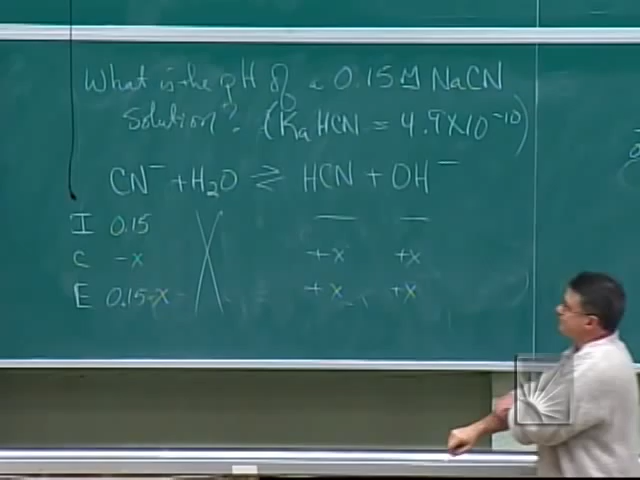 What is the pH of a 0.15 M NaCN
Solution? (Ka HCN = 4.9X10⁻¹⁰)
CN⁻ + H₂O ⇌ HCN + OH⁻
I 0.15 — —
C -x +x +x
E 0.15-x +x +x